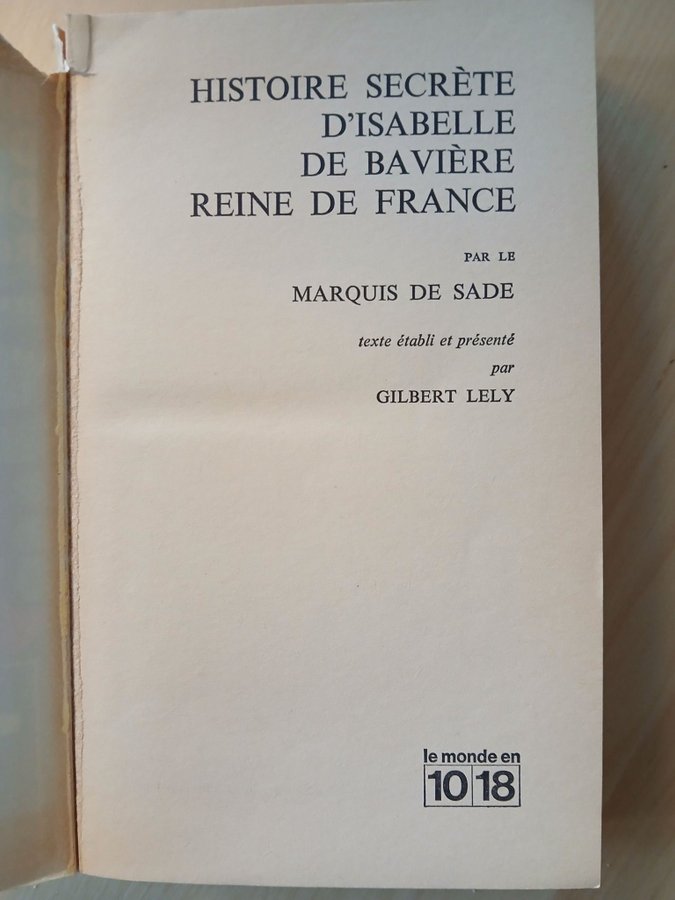 HISTOIRE SECRÈTE
D'ISABELLE
DE BAVIÈRE
REINE DE FRANCE
PAR LE
MARQUIS DE SADE
texte établi et présenté
par
GILBERT LELY
le monde en
10 18